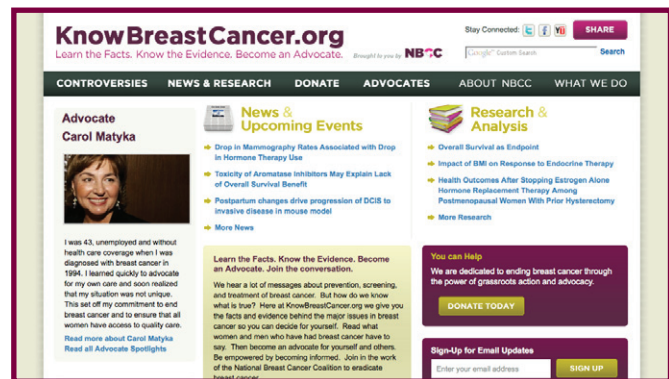 KnowBreastCancer.org
Learn the Facts. Know the Evidence. Become an Advocate.
Brought to you by NBCC
Stay Connected:
SHARE
Google™ Custom Search
Search
CONTROVERSIES NEWS & RESEARCH DONATE ADVOCATES ABOUT NBCC WHAT WE DO
Advocate
Carol Matyka
I was 43, unemployed and without
health care coverage when I was
diagnosed with breast cancer in
1994. I learned quickly to advocate
for my own care and soon realized
that my situation was not unique.
This set off my commitment to end
breast cancer and to ensure that all
women have access to quality care.
Read more about Carol Matyka
Read all Advocate Spotlights
News &
Upcoming Events
Drop in Mammography Rates Associated with Drop
in Hormone Therapy Use
Toxicity of Aromatase Inhibitors May Explain Lack
of Overall Survival Benefit
Postpartum changes drive progression of DCIS to
invasive disease in mouse model
More News
Learn the Facts. Know the Evidence. Become
an Advocate. Join the conversation.
We hear a lot of messages about prevention, screening,
and treatment of breast cancer. But how do we know
what is true? Here at KnowBreastCancer.org we give you
the facts and evidence behind the major issues in breast
cancer so you can decide for yourself. Read what
women and men who have had breast cancer have to
say. Then become an advocate for yourself and others.
Be empowered by becoming informed. Join in the work
of the National Breast Cancer Coalition to eradicate
breast cancer
Research &
Analysis
Overall Survival as Endpoint
Impact of BMI on Response to Endocrine Therapy
Health Outcomes After Stopping Estrogen Alone
Hormone Replacement Therapy Among
Postmenopausal Women With Prior Hysterectomy
More Research
You can Help
We are dedicated to ending breast cancer through
the power of grassroots action and advocacy.
DONATE TODAY
Sign-Up for Email Updates
Enter your email address
SIGN UP